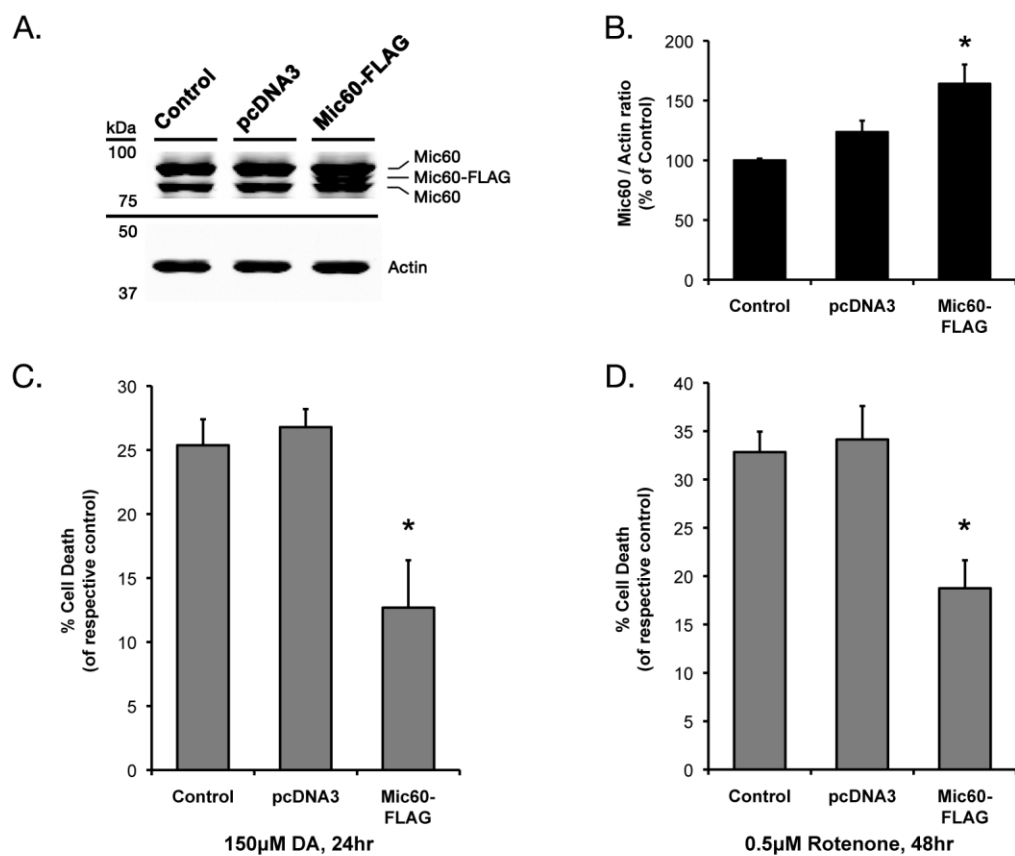 A.
Control
pcDNA3
Mic60-FLAG
kDa
100
75
50
37
Mic60
Mic60-FLAG
Mic60
Actin
B.
Mic60 / Actin ratio
(% of Control)
200
150
100
50
0
*
Control
pcDNA3
Mic60-
FLAG
C.
% Cell Death
(of respective control)
30
25
20
15
10
5
0
*
Control
pcDNA3
Mic60-
FLAG
150µM DA, 24hr
D.
% Cell Death
(of respective control)
40
35
30
25
20
15
10
5
0
*
Control
pcDNA3
Mic60-
FLAG
0.5µM Rotenone, 48hr